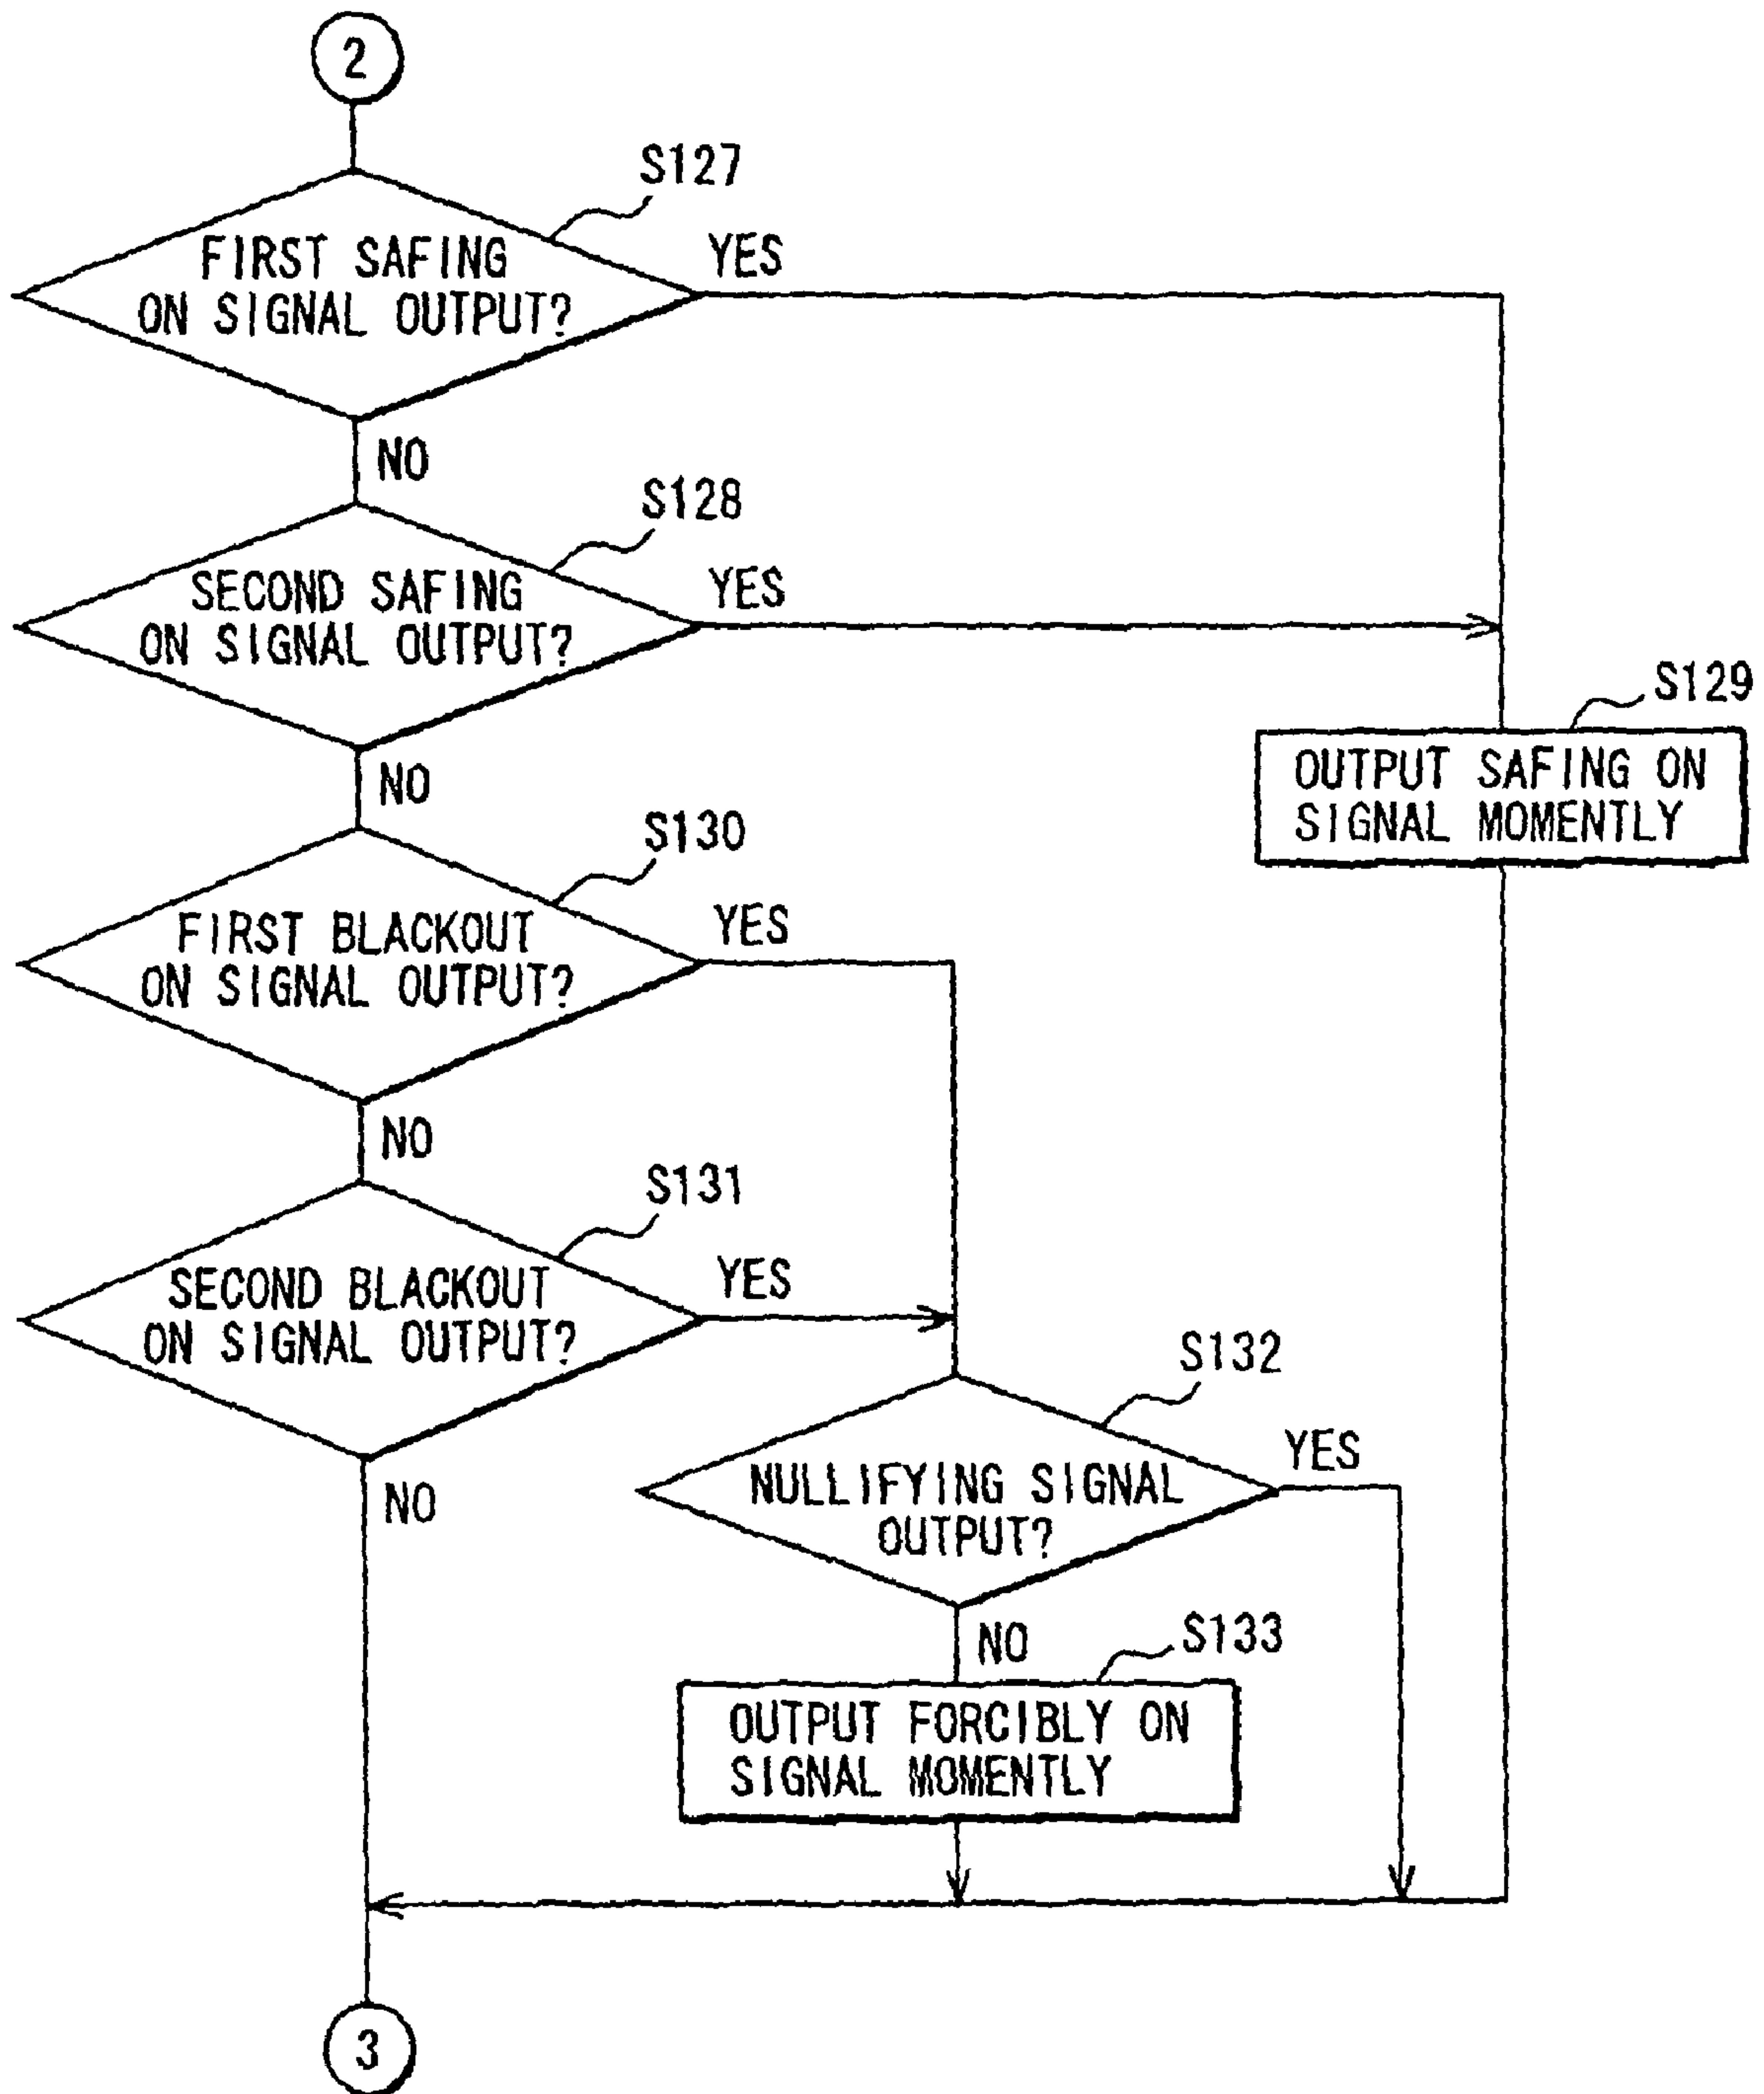 2
S127
FIRST SAFING
ON SIGNAL OUTPUT?
YES
NO
S128
SECOND SAFING
ON SIGNAL OUTPUT?
YES
NO
S129
OUTPUT SAFING ON
SIGNAL MOMENTLY
S130
FIRST BLACKOUT
ON SIGNAL OUTPUT?
YES
NO
S131
SECOND BLACKOUT
ON SIGNAL OUTPUT?
YES
NO
S132
NULLIFYING SIGNAL
OUTPUT?
YES
NO
S133
OUTPUT FORCIBLY ON
SIGNAL MOMENTLY
3